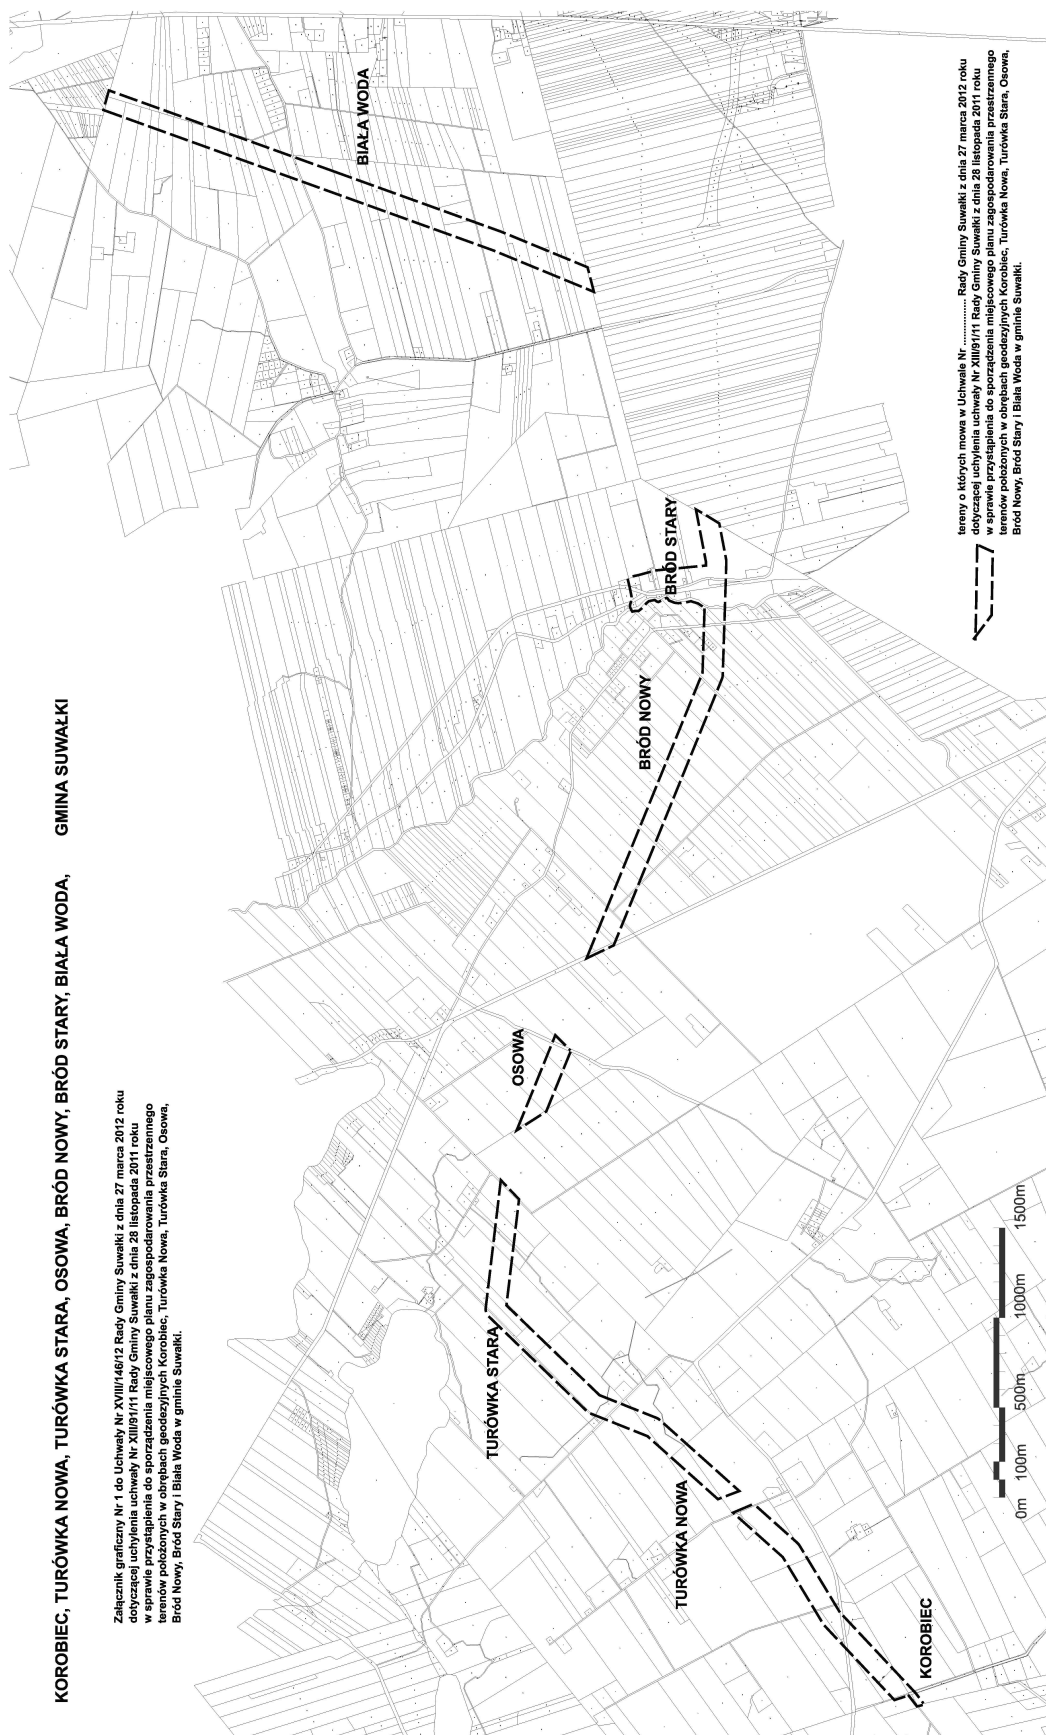 KOROBIEC, TURÓWKA NOWA, TURÓWKA STARA, OSOWA, BRÓD NOWY, BRÓD STARY, BIAŁA WODA, GMINA SUWAŁKI
Załącznik graficzny Nr 1 do Uchwały Nr XVIII/146/12 Rady Gminy Suwałki z dnia 27 marca 2012 roku
dotyczącej uchylenia uchwały Nr XIII/91/11 Rady Gminy Suwałki z dnia 28 listopada 2011 roku
w sprawie przystąpienia do sporządzenia miejscowego planu zagospodarowania przestrzennego
terenów położonych w obrębach geodezyjnych Korobiec, Turówka Nowa, Turówka Stara, Osowa,
Bród Nowy, Bród Stary i Biała Woda w gminie Suwałki.
BIAŁA WODA
BRÓD STARY
BRÓD NOWY
OSOWA
TURÓWKA STARA
TURÓWKA NOWA
KOROBIEC
0m 100m 500m 1000m 1500m
tereny o których mowa w Uchwale Nr ................ Rady Gminy Suwałki z dnia 27 marca 2012 roku
dotyczącej uchylenia uchwały Nr XIII/91/11 Rady Gminy Suwałki z dnia 28 listopada 2011 roku
w sprawie przystąpienia do sporządzenia miejscowego planu zagospodarowania przestrzennego
terenów położonych w obrębach geodezyjnych Korobiec, Turówka Nowa, Turówka Stara, Osowa,
Bród Nowy, Bród Stary i Biała Woda w gminie Suwałki.